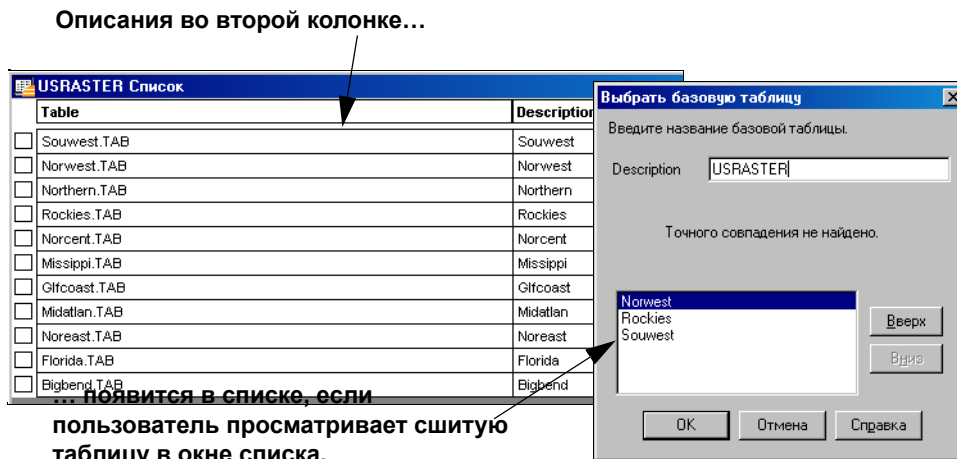 Описания во второй колонке…
USRASTER Список
Table Description
Souwest.TAB Souwest
Norwest.TAB Norwest
Northern.TAB Northern
Rockies.TAB Rockies
Norcent.TAB Norcent
Missippi.TAB Missippi
Glfcoast.TAB Glfcoast
Midatlan.TAB Midatlan
Noreast.TAB Noreast
Florida.TAB Florida
Bigbend.TAB Bigbend
… появится в списке, если
пользователь просматривает сшитую
таблицу в окне списка.
Выбрать базовую таблицу
Введите название базовой таблицы.
Description USRASTER
Точного совпадения не найдено.
Norwest
Rockies
Souwest
Вверх
Вниз
OK Отмена Справка